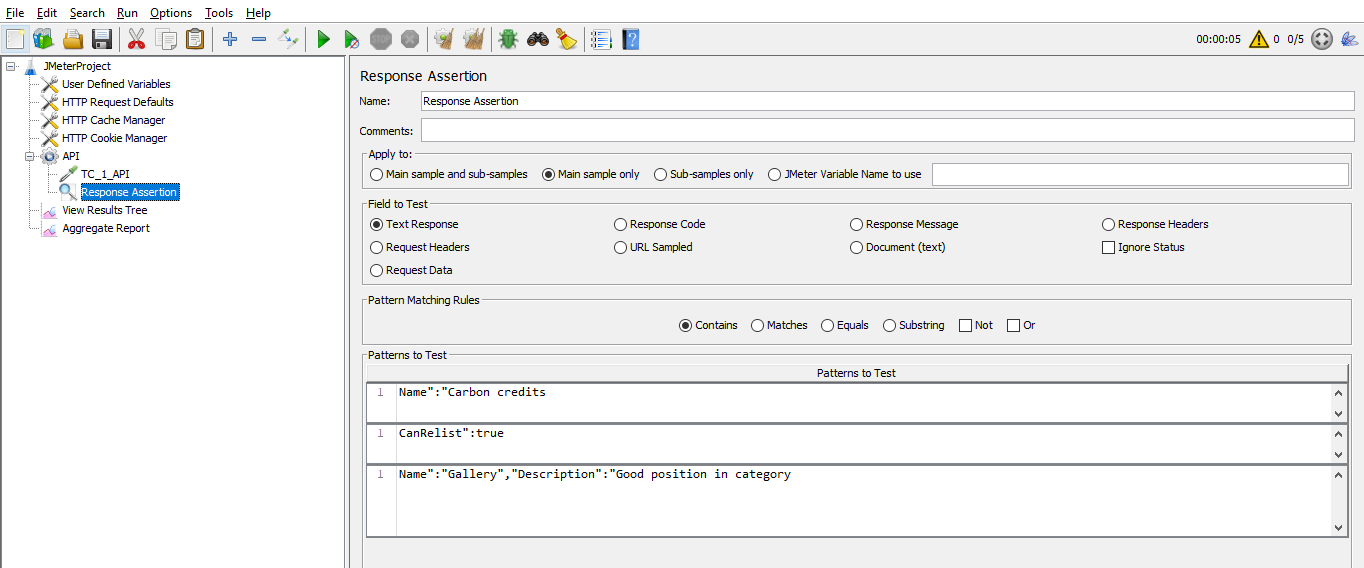 File Edit Search Run Options Tools Help
STOP 00:00:05 0 0/5
JMeterProject
User Defined Variables
HTTP Request Defaults
HTTP Cache Manager
HTTP Cookie Manager
API
TC_1_API
Response Assertion
View Results Tree
Aggregate Report
Response Assertion
Name: Response Assertion
Comments:
Apply to:
Main sample and sub-samples Main sample only Sub-samples only JMeter Variable Name to use
Field to Test
Text Response Response Code Response Message Response Headers
Request Headers URL Sampled Document (text) Ignore Status
Request Data
Pattern Matching Rules
Contains Matches Equals Substring Not Or
Patterns to Test
Patterns to Test
1 Name":"Carbon credits
1 CanRelist":true
1 Name":"Gallery","Description":"Good position in category